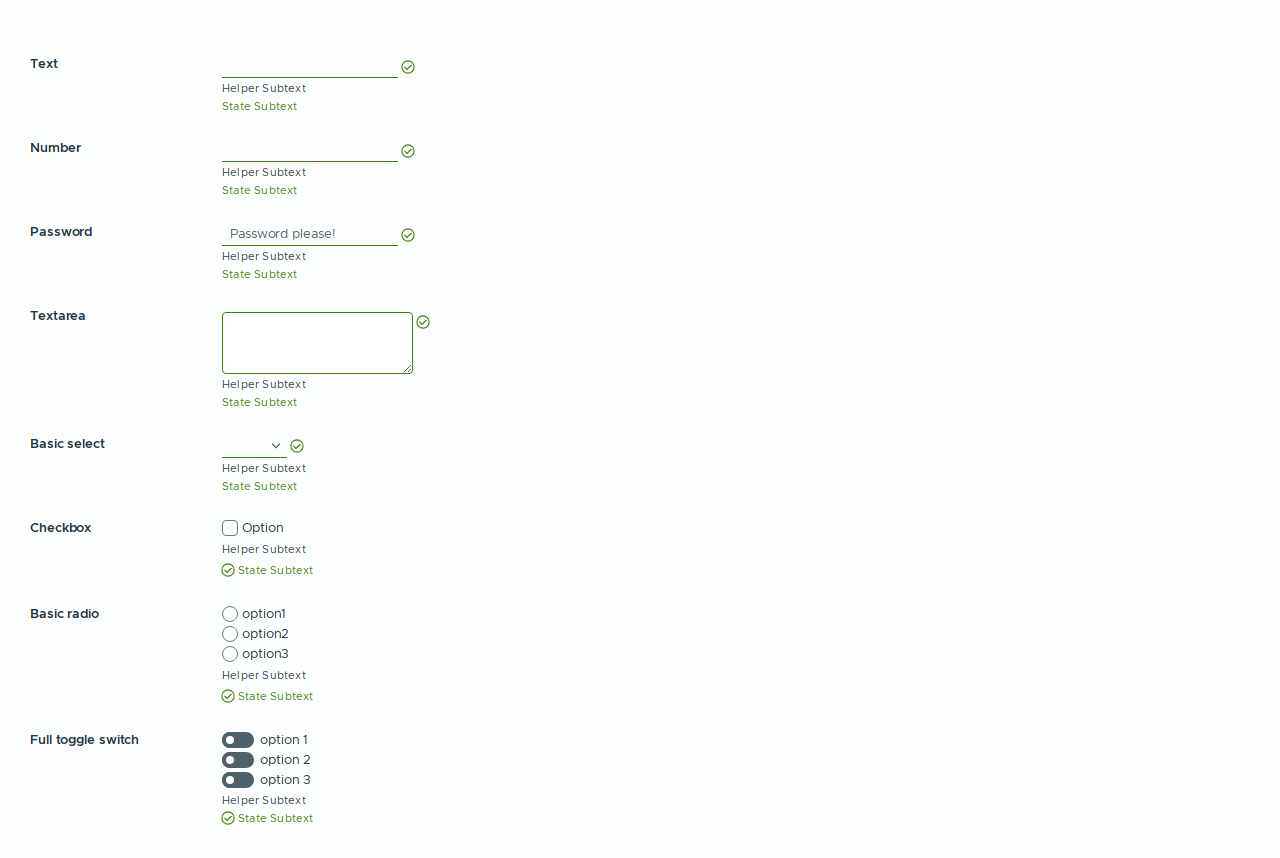 Text
Helper Subtext
State Subtext
Number
Helper Subtext
State Subtext
Password
Password please!
Helper Subtext
State Subtext
Textarea
Helper Subtext
State Subtext
Basic select
Helper Subtext
State Subtext
Checkbox
Option
Helper Subtext
State Subtext
Basic radio
option1
option2
option3
Helper Subtext
State Subtext
Full toggle switch
option 1
option 2
option 3
Helper Subtext
State Subtext